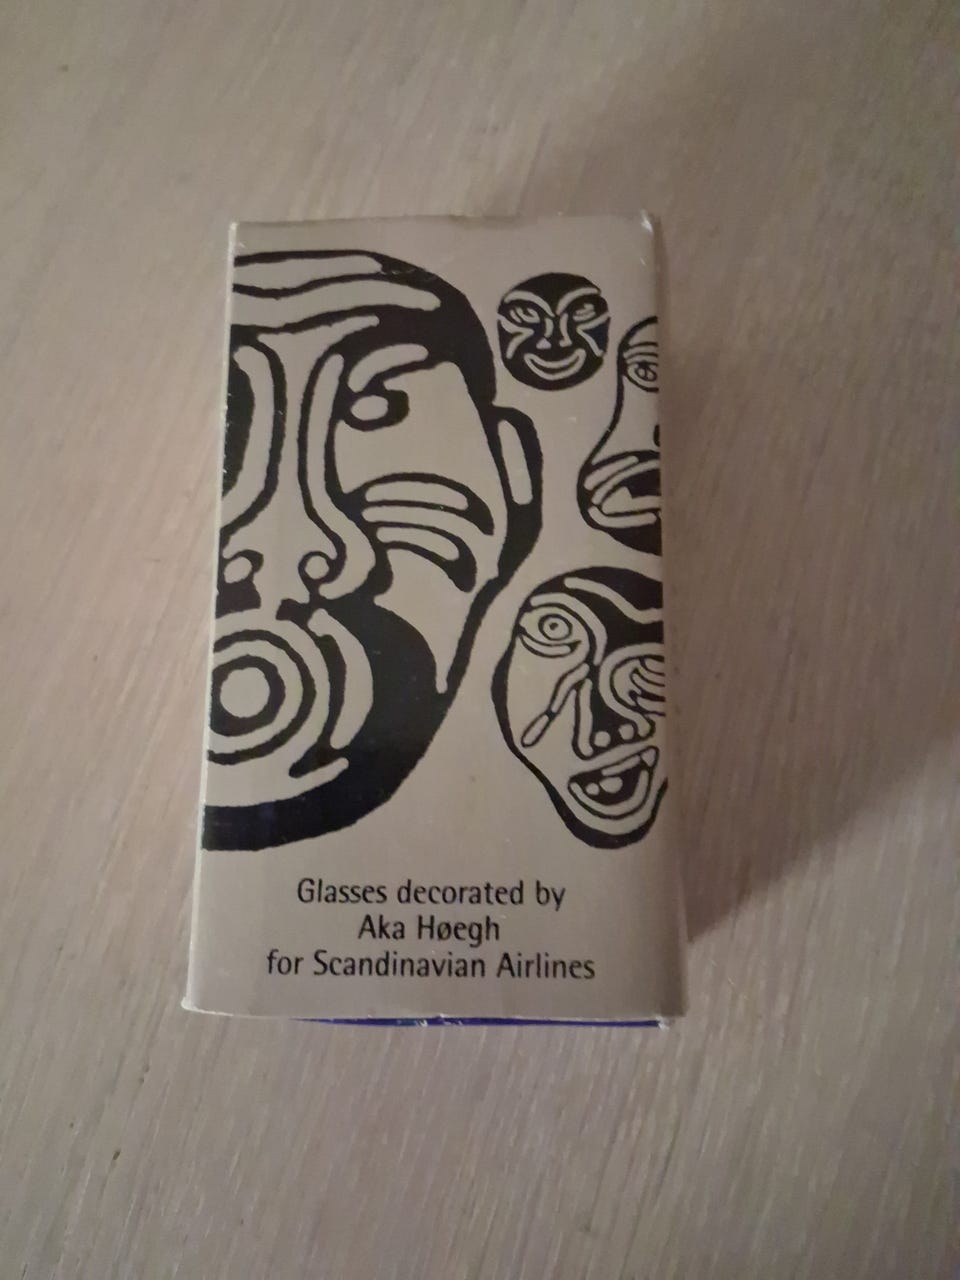 Glasses decorated by
Aka Høegh
for Scandinavian Airlines